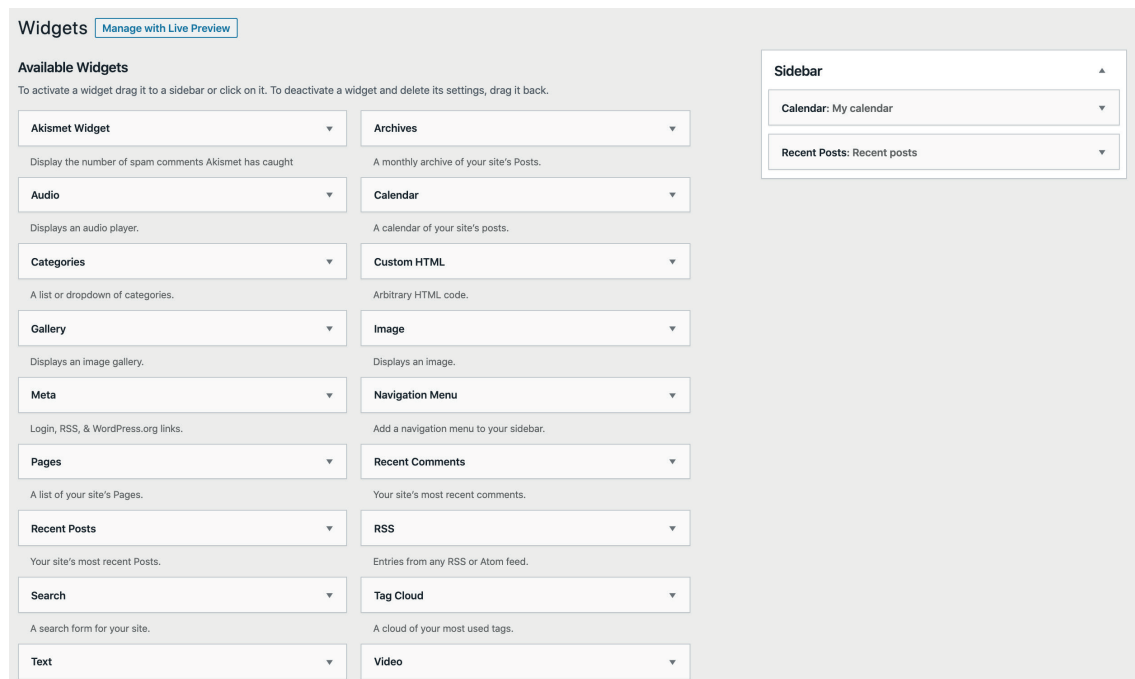 Widgets Manage with Live Preview
Available Widgets
To activate a widget drag it to a sidebar or click on it. To deactivate a widget and delete its settings, drag it back.
Akismet Widget
Display the number of spam comments Akismet has caught
Archives
A monthly archive of your site's Posts.
Audio
Displays an audio player.
Calendar
A calendar of your site's posts.
Categories
A list or dropdown of categories.
Custom HTML
Arbitrary HTML code.
Gallery
Displays an image gallery.
Image
Displays an image.
Meta
Login, RSS, & WordPress.org links.
Navigation Menu
Add a navigation menu to your sidebar.
Pages
A list of your site's Pages.
Recent Comments
Your site's most recent comments.
Recent Posts
Your site's most recent Posts.
RSS
Entries from any RSS or Atom feed.
Search
A search form for your site.
Tag Cloud
A cloud of your most used tags.
Text
Video
Sidebar
Calendar: My calendar
Recent Posts: Recent posts